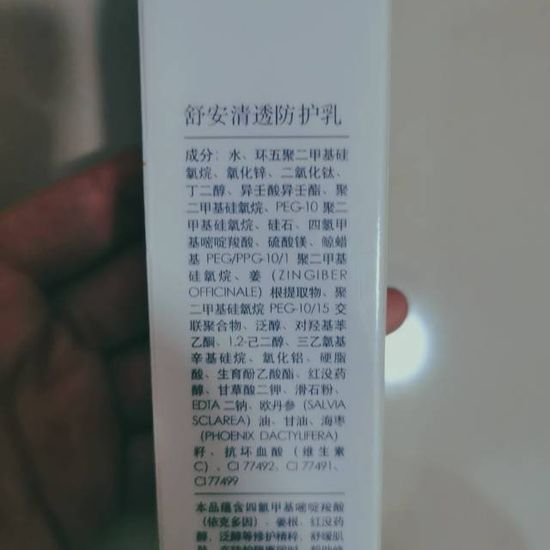 舒安清透防护乳
成分：水、环五聚二甲基硅
氧烷、氧化锌、二氧化钛、
丁二醇、异壬酸异壬酯、聚
二甲基硅氧烷、PEG-10 聚二
甲基硅氧烷、硅石、四氢甲
基嘧啶羧酸、硫酸镁、鲸蜡
基 PEG/PPG-10/1 聚二甲基
硅氧烷、姜（ZINGIBER
OFFICINALE）根提取物、聚
二甲基硅氧烷 PEG-10/15 交
联聚合物、泛醇、对羟基苯
乙酮、1,2-己二醇、三乙氧基
辛基硅烷、氧化铝、硬脂
酸、生育酚乙酸酯、红没药
醇、甘草酸二钾、滑石粉、
EDTA 二钠、欧丹参（SALVIA
SCLAREA）油、甘油、海枣
（PHOENIX DACTYLIFERA）
籽、抗坏血酸（维生素
C）、CI 77492、CI 77491、
CI 77499
本品蕴含四氢甲基嘧啶羧酸
（依克多因）、姜根、红没药
醇、泛醇等修护精粹，舒缓肌